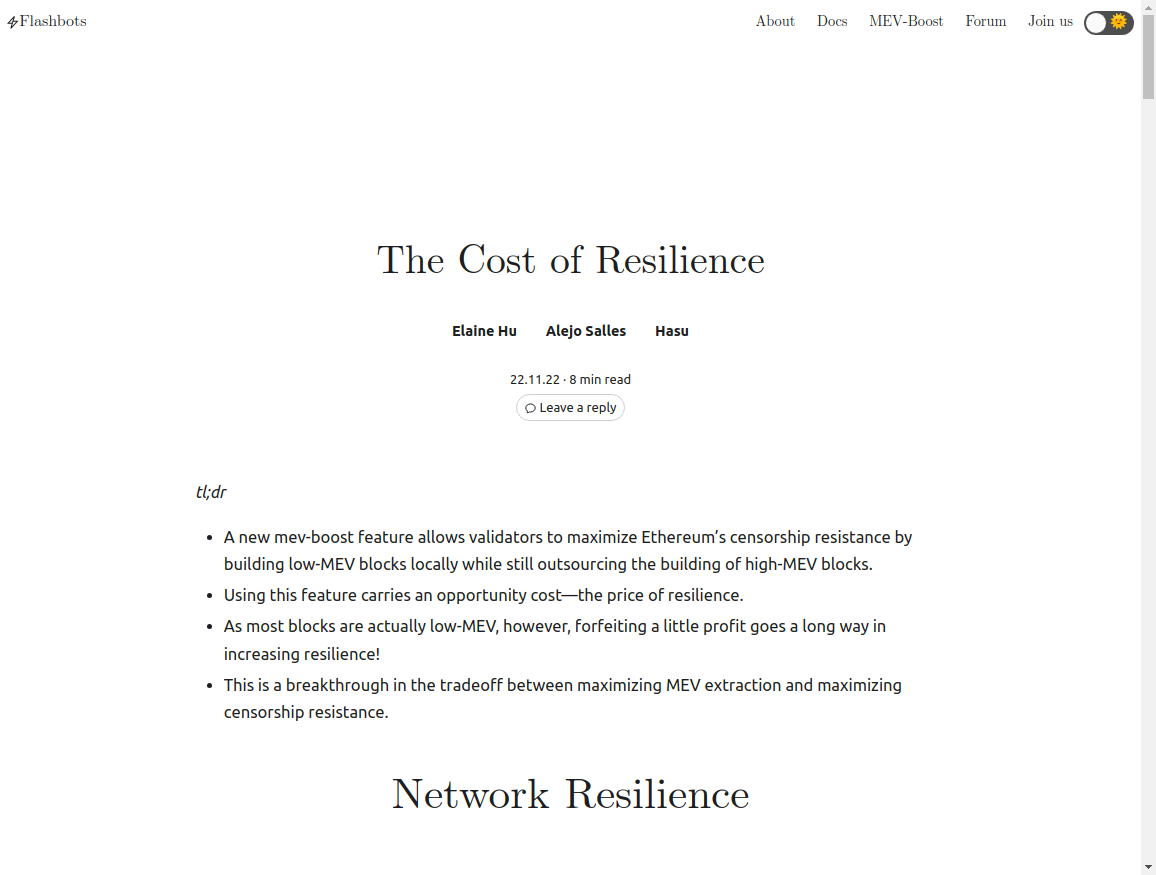 Flashbots
About Docs MEV-Boost Forum Join us
The Cost of Resilience
Elaine Hu Alejo Salles Hasu
22.11.22 · 8 min read
Leave a reply
tl;dr
• A new mev-boost feature allows validators to maximize Ethereum’s censorship resistance by
building low-MEV blocks locally while still outsourcing the building of high-MEV blocks.
• Using this feature carries an opportunity cost—the price of resilience.
• As most blocks are actually low-MEV, however, forfeiting a little profit goes a long way in
increasing resilience!
• This is a breakthrough in the tradeoff between maximizing MEV extraction and maximizing
censorship resistance.
Network Resilience